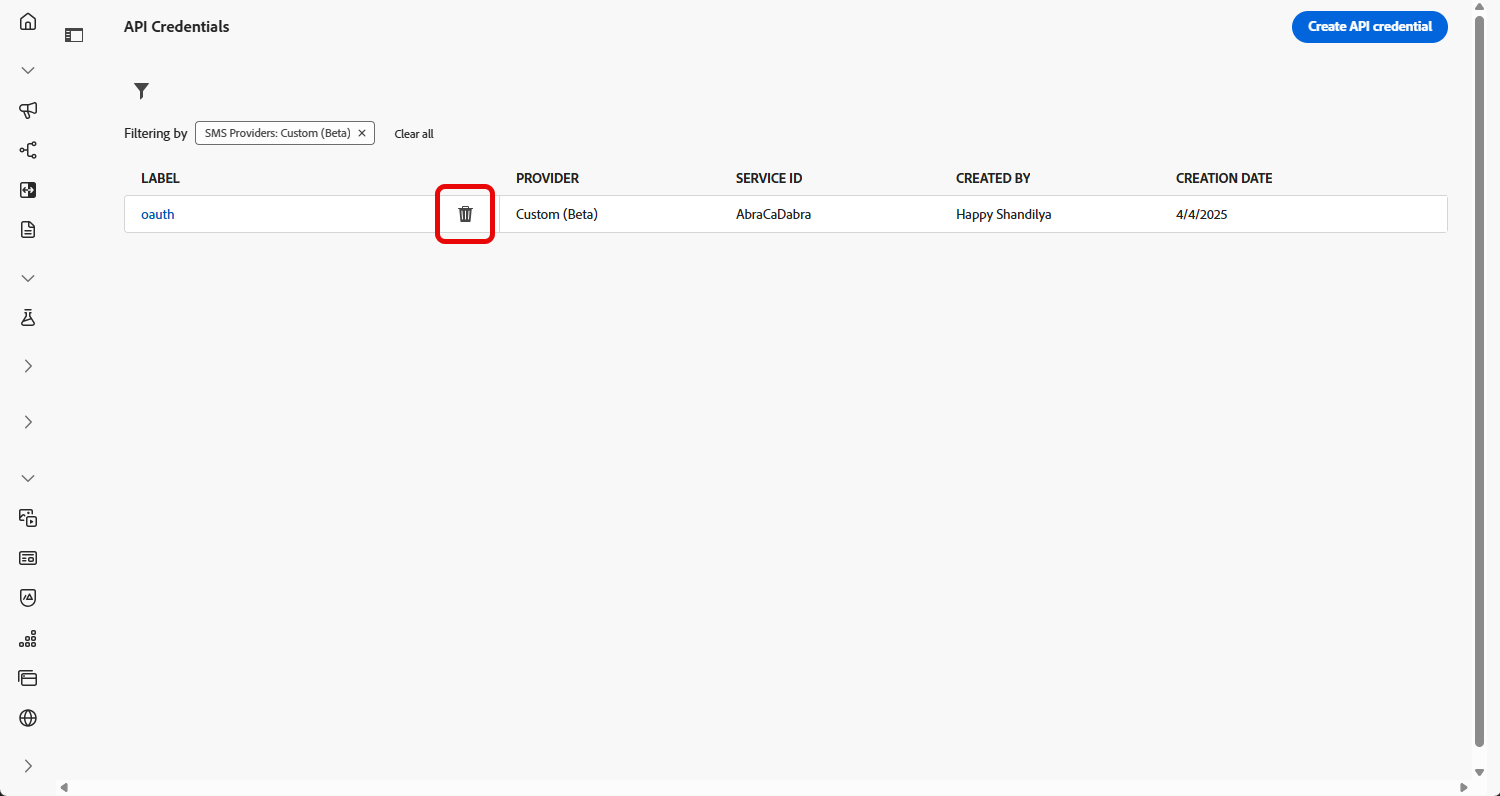 API Credentials
Create API credential
Filtering by SMS Providers: Custom (Beta) Clear all
LABEL PROVIDER SERVICE ID CREATED BY CREATION DATE
oauth Custom (Beta) AbraCaDabra Happy Shandilya 4/4/2025